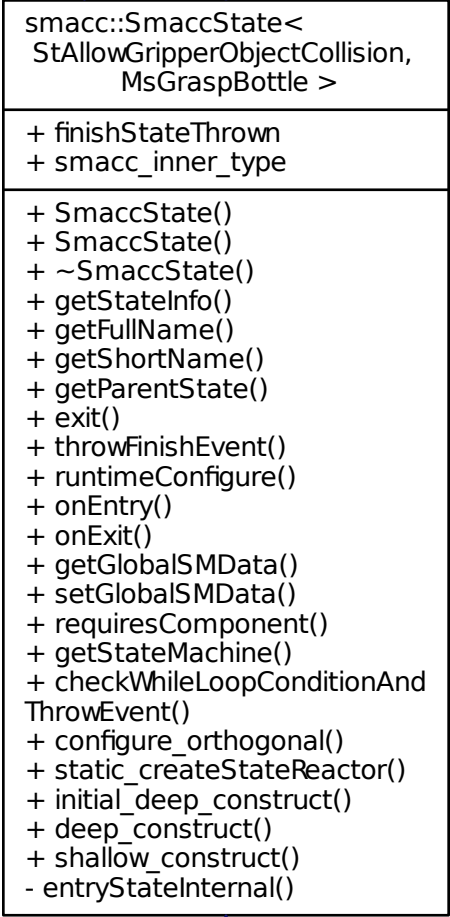 smacc::SmaccState<
StAllowGripperObjectCollision,
MsGraspBottle >
+ finishStateThrown
+ smacc_inner_type
+ SmaccState()
+ SmaccState()
+ ~SmaccState()
+ getStateInfo()
+ getFullName()
+ getShortName()
+ getParentState()
+ exit()
+ throwFinishEvent()
+ runtimeConfigure()
+ onEntry()
+ onExit()
+ getGlobalSMData()
+ setGlobalSMData()
+ requiresComponent()
+ getStateMachine()
+ checkWhileLoopConditionAnd
ThrowEvent()
+ configure_orthogonal()
+ static_createStateReactor()
+ initial_deep_construct()
+ deep_construct()
+ shallow_construct()
- entryStateInternal()